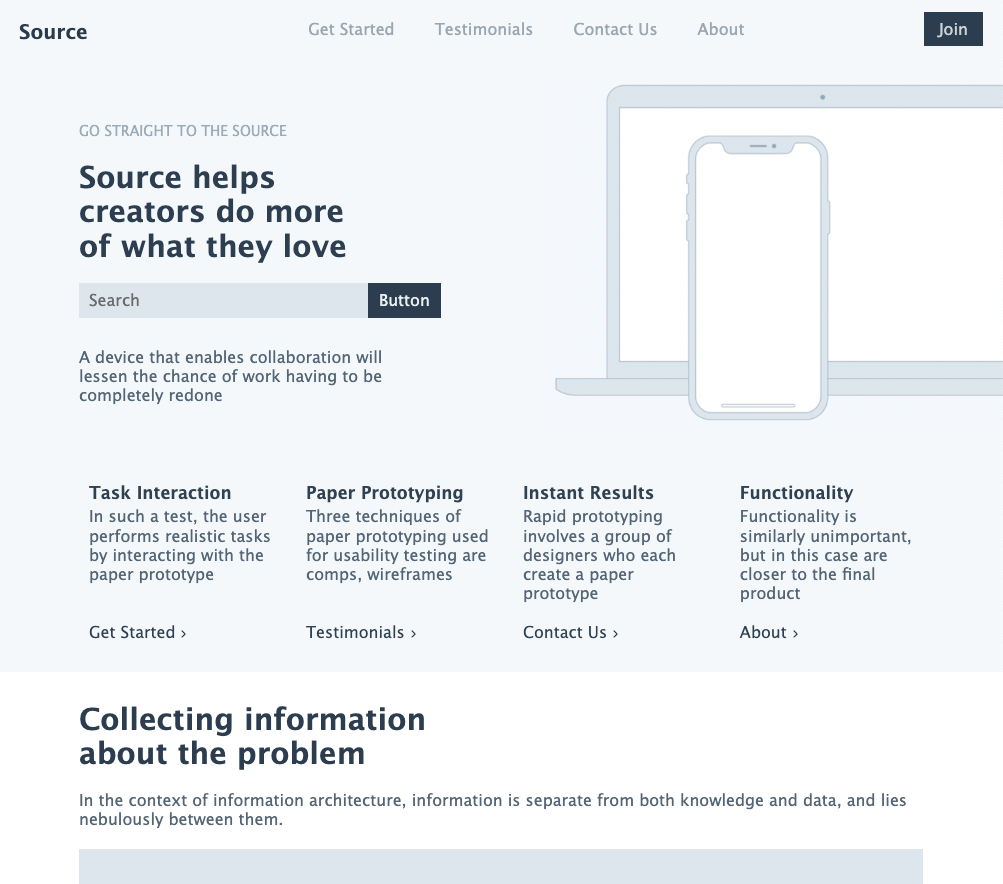 Source
Get Started
Testimonials
Contact Us
About
Join
GO STRAIGHT TO THE SOURCE
Source helps
creators do more
of what they love
Search
Button
A device that enables collaboration will
lessen the chance of work having to be
completely redone
Task Interaction
In such a test, the user
performs realistic tasks
by interacting with the
paper prototype
Get Started ›
Paper Prototyping
Three techniques of
paper prototyping used
for usability testing are
comps, wireframes
Testimonials ›
Instant Results
Rapid prototyping
involves a group of
designers who each
create a paper
prototype
Contact Us ›
Functionality
Functionality is
similarly unimportant,
but in this case are
closer to the final
product
About ›
Collecting information
about the problem
In the context of information architecture, information is separate from both knowledge and data, and lies
nebulously between them.